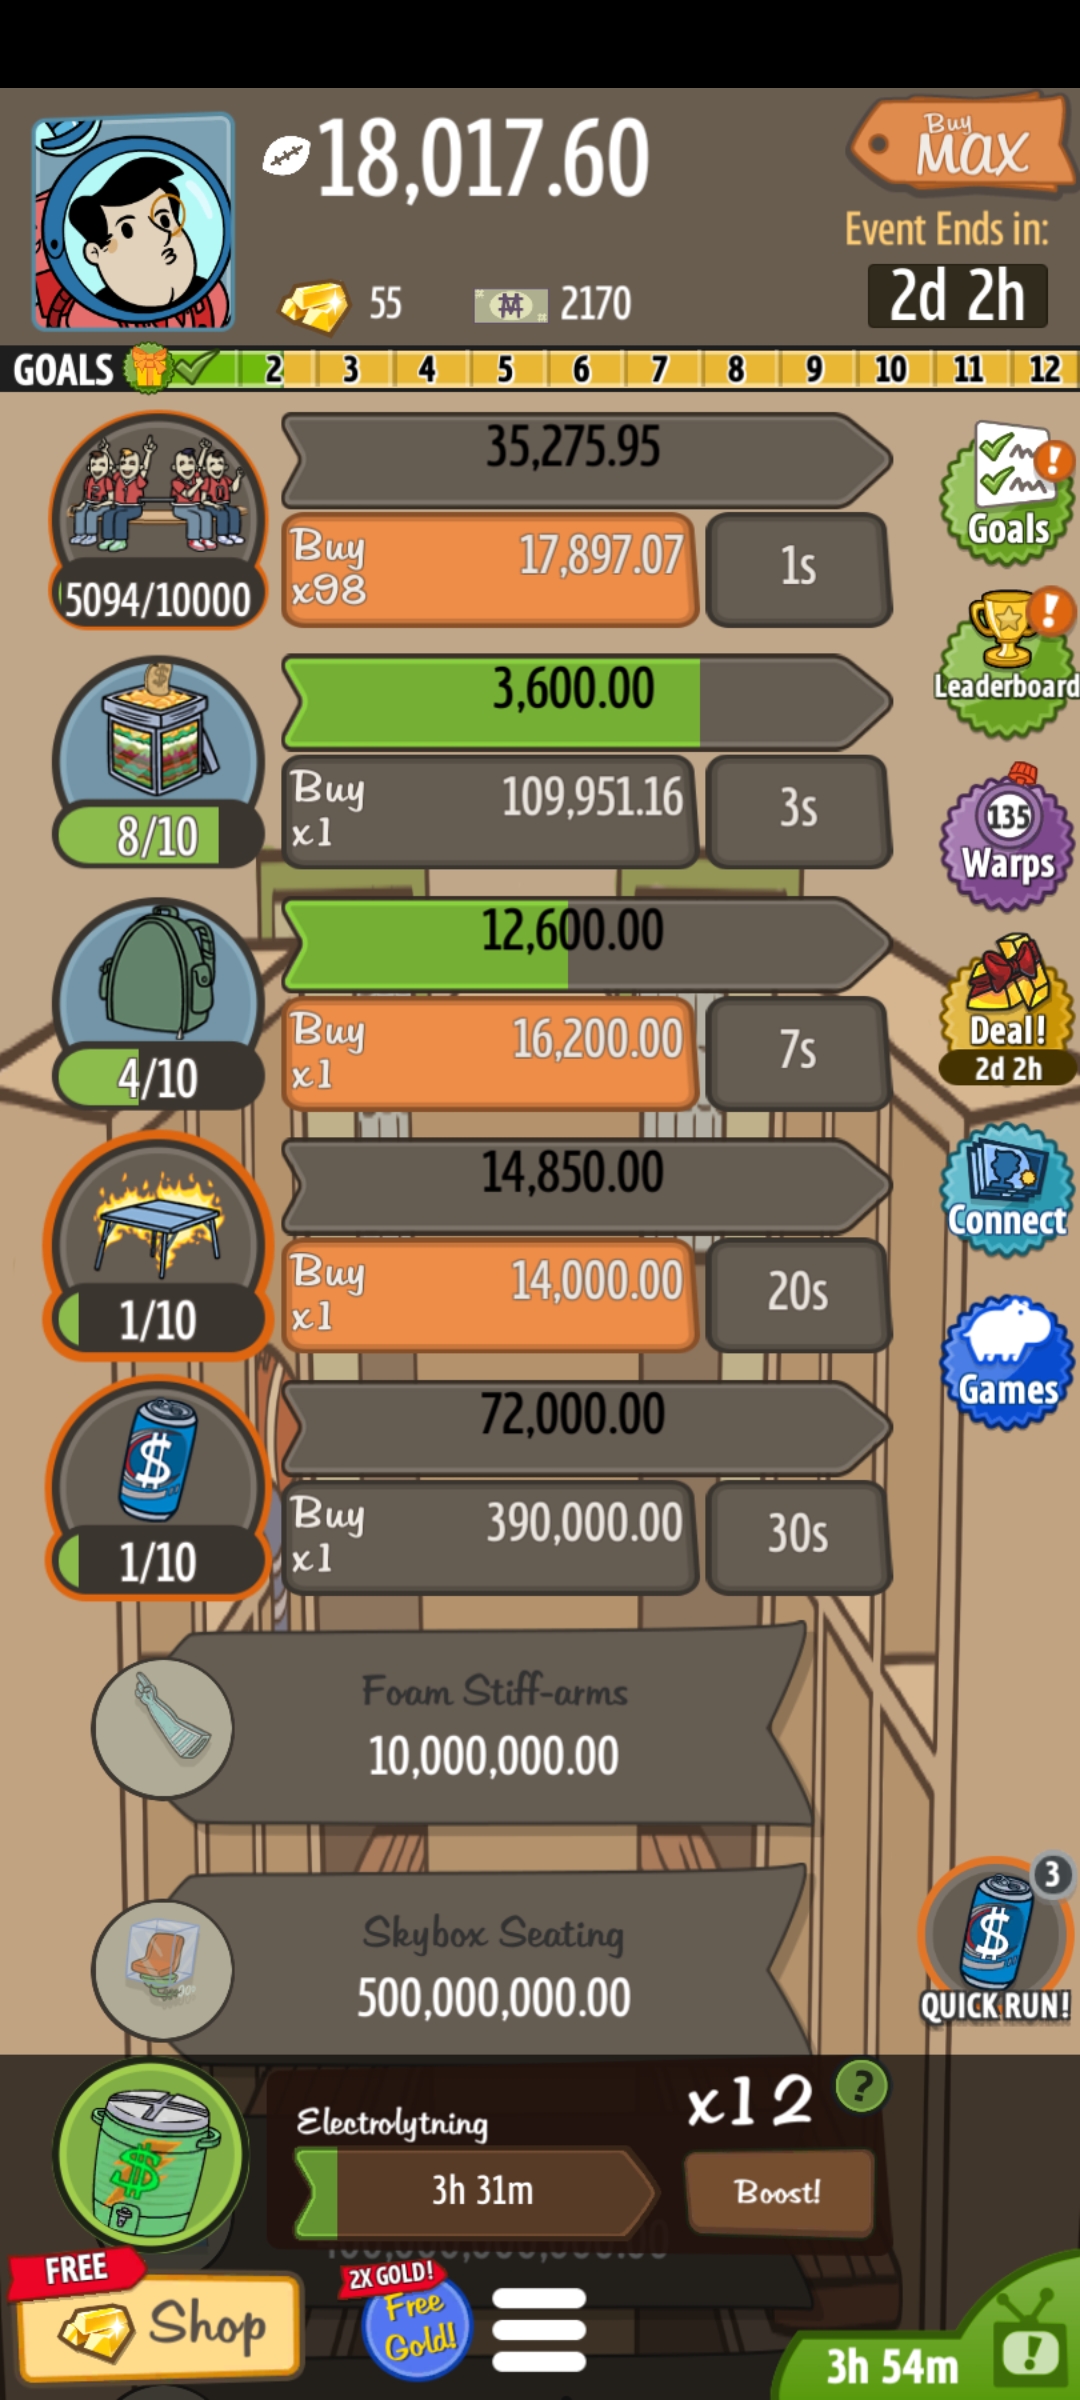 18,017.60
Buy
MAX
Event Ends in:
2d 2h
55
2170
GOALS 2 3 4 5 6 7 8 9 10 11 12
35,275.95
Buy
x98
17,897.07
1s
5094/10000
Goals
3,600.00
Buy
x1
109,951.16
3s
8/10
Leaderboard
12,600.00
Buy
x1
16,200.00
7s
4/10
135
Warps
Deal!
2d 2h
14,850.00
Buy
x1
14,000.00
20s
1/10
Connect
72,000.00
Buy
x1
390,000.00
30s
1/10
Games
Foam Stiff-arms
10,000,000.00
Skybox Seating
500,000,000.00
3
QUICK RUN!
Electrolytning
x12
?
3h 31m
Boost!
FREE
Shop
2X GOLD!
Free
Gold!
3h 54m